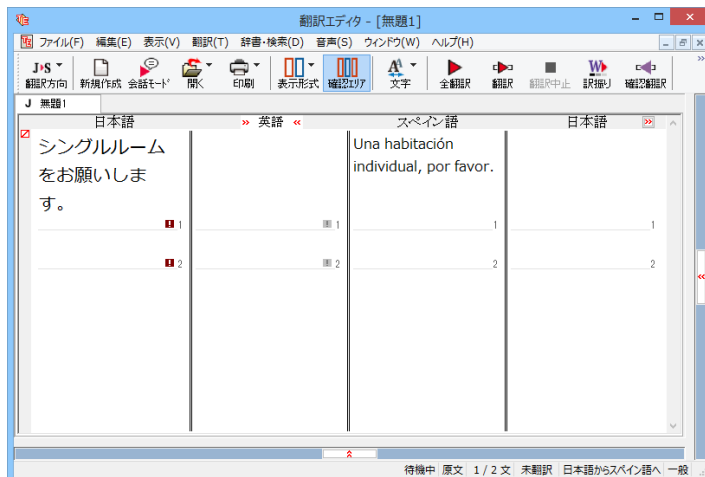 翻訳エディタ - [無題1]
ファイル(F) 編集(E) 表示(V) 翻訳(T) 辞書・検索(D) 音声(S) ウィンドウ(W) ヘルプ(H)
J▸S
翻訳方向 新規作成 会話モード 開く 印刷 表示形式 確認エリア 文字 全翻訳 翻訳 翻訳中止 訳振り 確認翻訳
J 無題1
日本語 » 英語 « スペイン語 日本語 »
シングルルーム
をお願いしま
す。
Una habitación
individual, por favor.
1 1 1 1
2 2 2 2
待機中 原文 1 / 2 文 未翻訳 日本語からスペイン語へ 一般